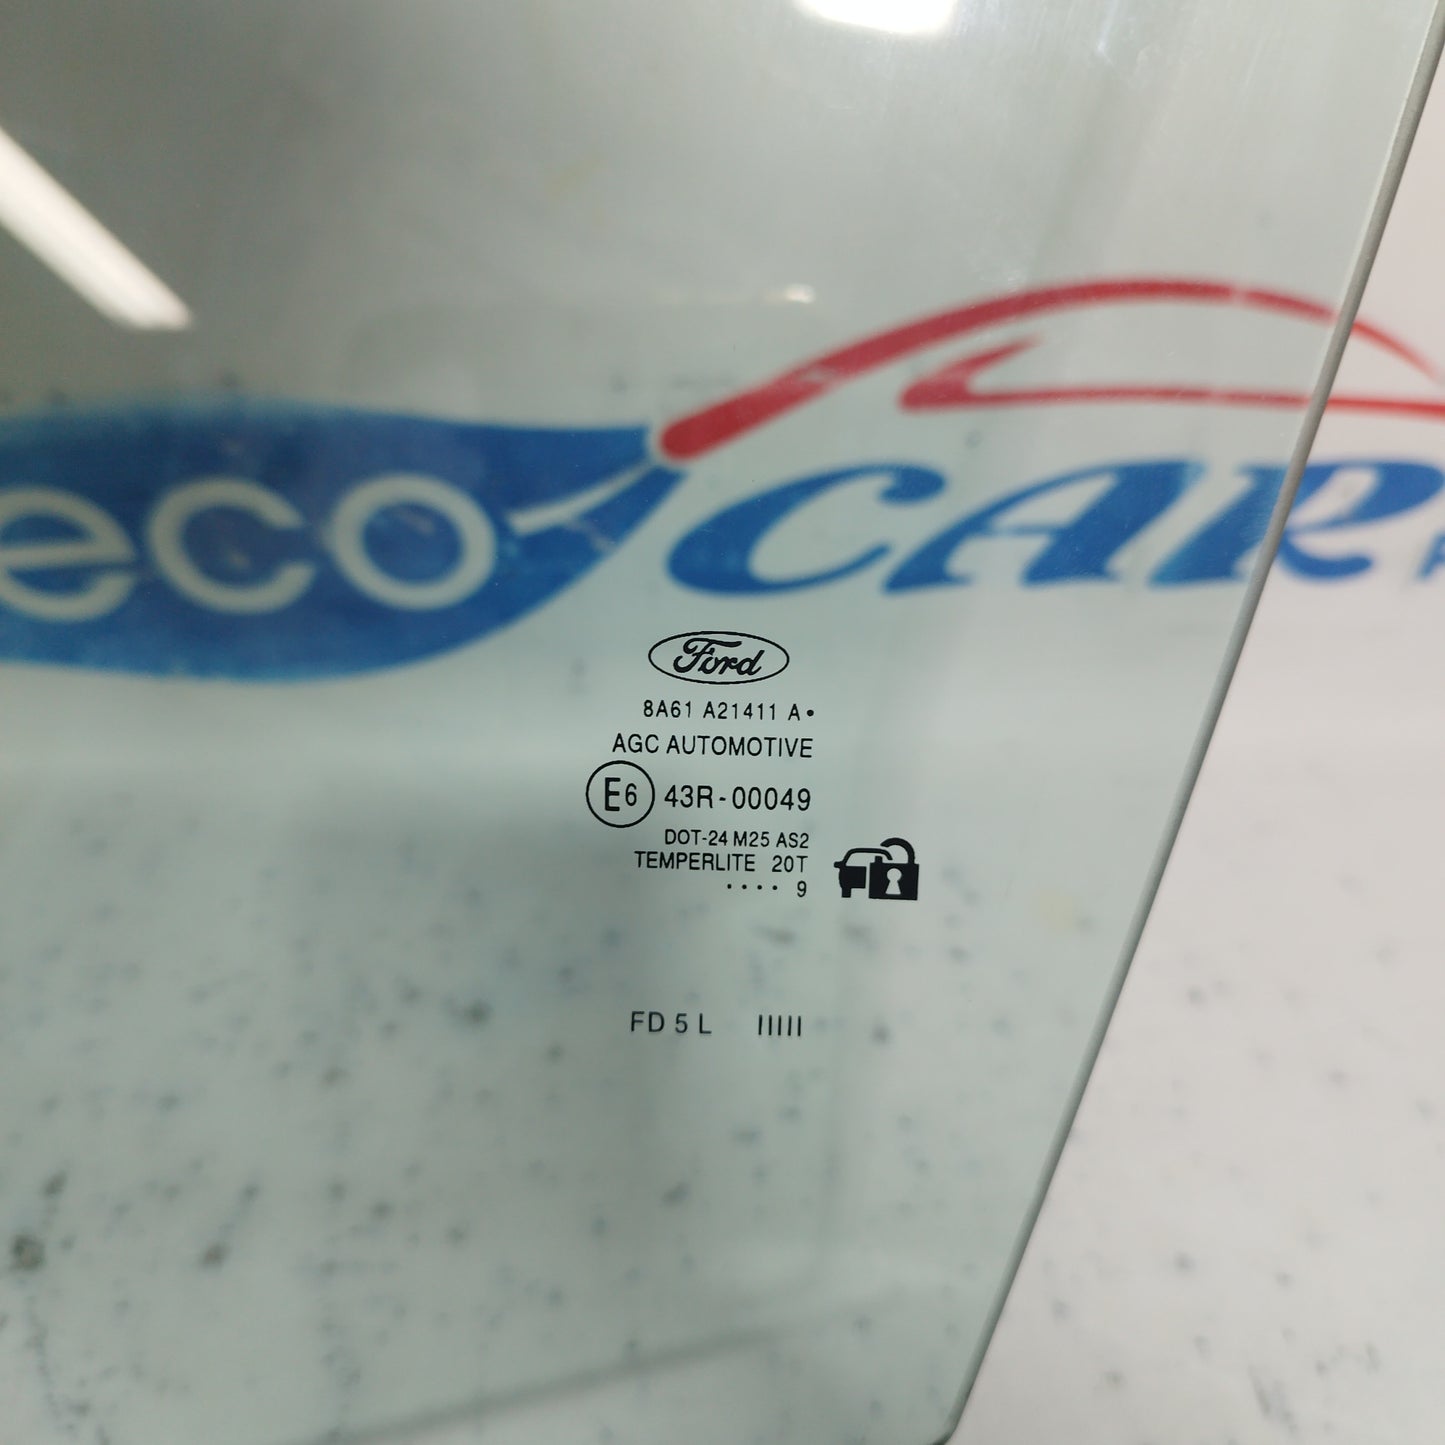 eco CAR
Ford
8A61 A21411 A•
AGC AUTOMOTIVE
E6 43R-00049
DOT-24 M25 AS2
TEMPERLITE 20T
···· 9
FD 5 L IIIII